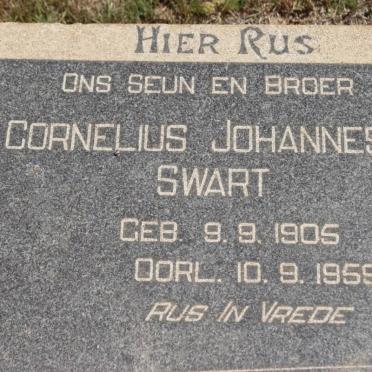 HIER RUS
ONS SEUN EN BROER
CORNELIUS JOHANNES
SWART
GEB. 9.9.1905
OORL. 10.9.1959
RUS IN VREDE